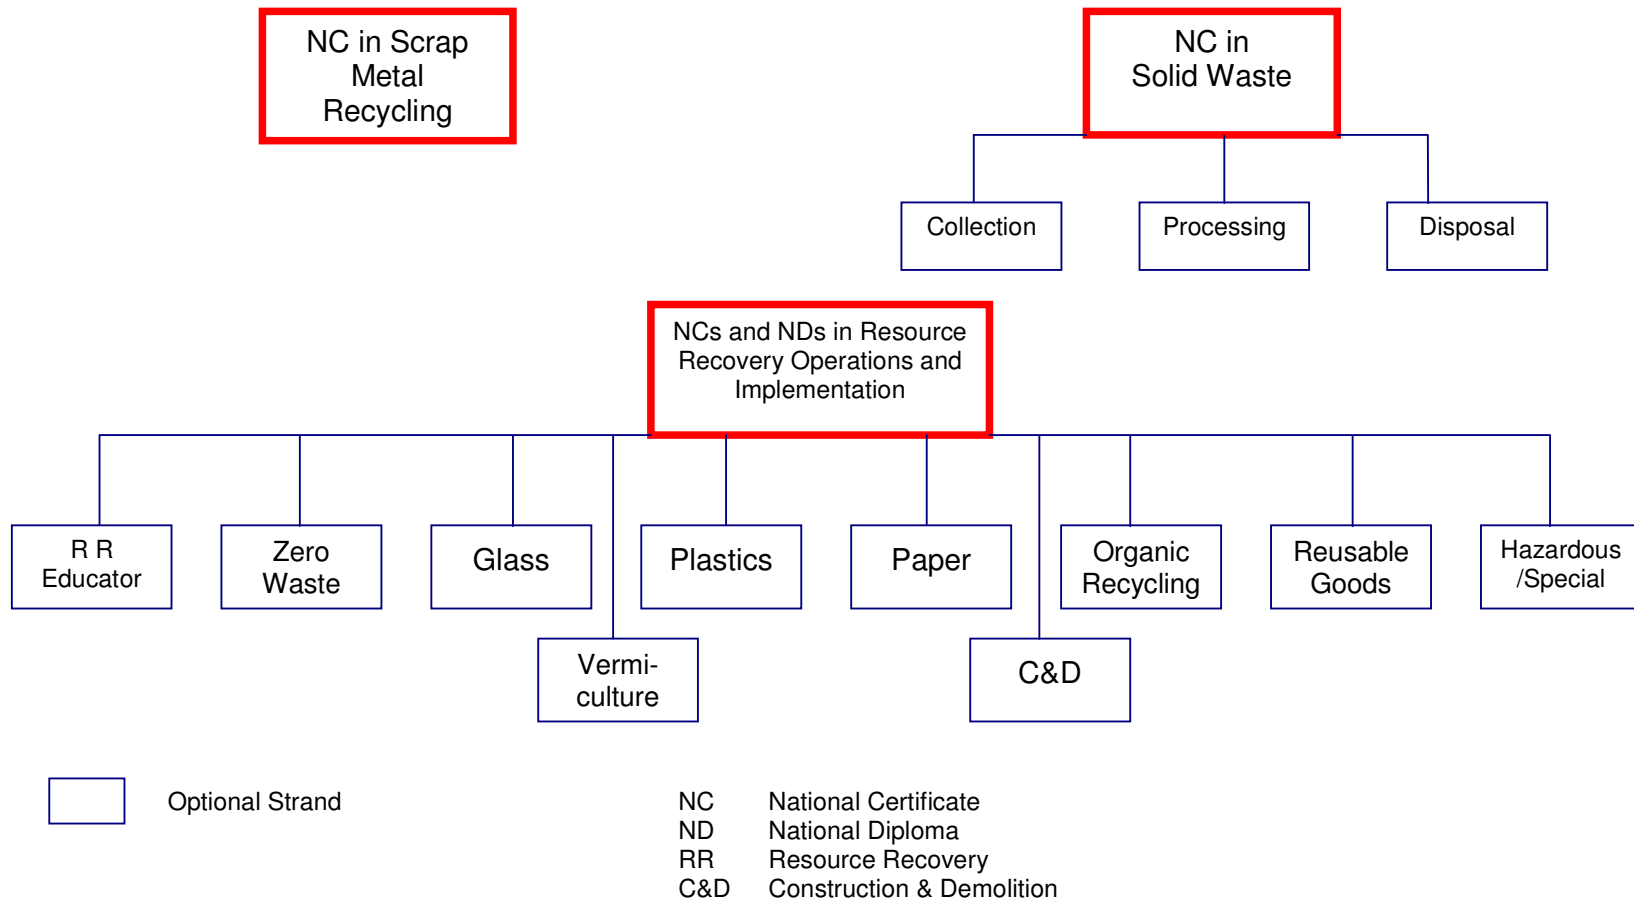 NC in Scrap
Metal
Recycling
NC in
Solid Waste
Collection
Processing
Disposal
NCs and NDs in Resource
Recovery Operations and
Implementation
R R
Educator
Zero
Waste
Glass
Plastics
Paper
Organic
Recycling
Reusable
Goods
Hazardous
/Special
Vermi-
culture
C&D
Optional Strand
NC National Certificate
ND National Diploma
RR Resource Recovery
C&D Construction & Demolition